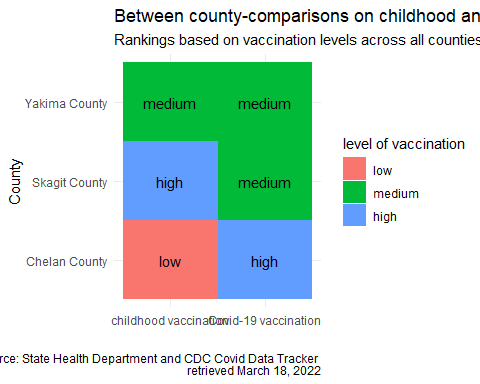 Between county-comparisons on childhood an
Rankings based on vaccination levels across all counties
Yakima County medium medium
Skagit County high medium
Chelan County low high
County
level of vaccination
low
medium
high
childhood vaccination Covid-19 vaccination
rce: State Health Department and CDC Covid Data Tracker
retrieved March 18, 2022